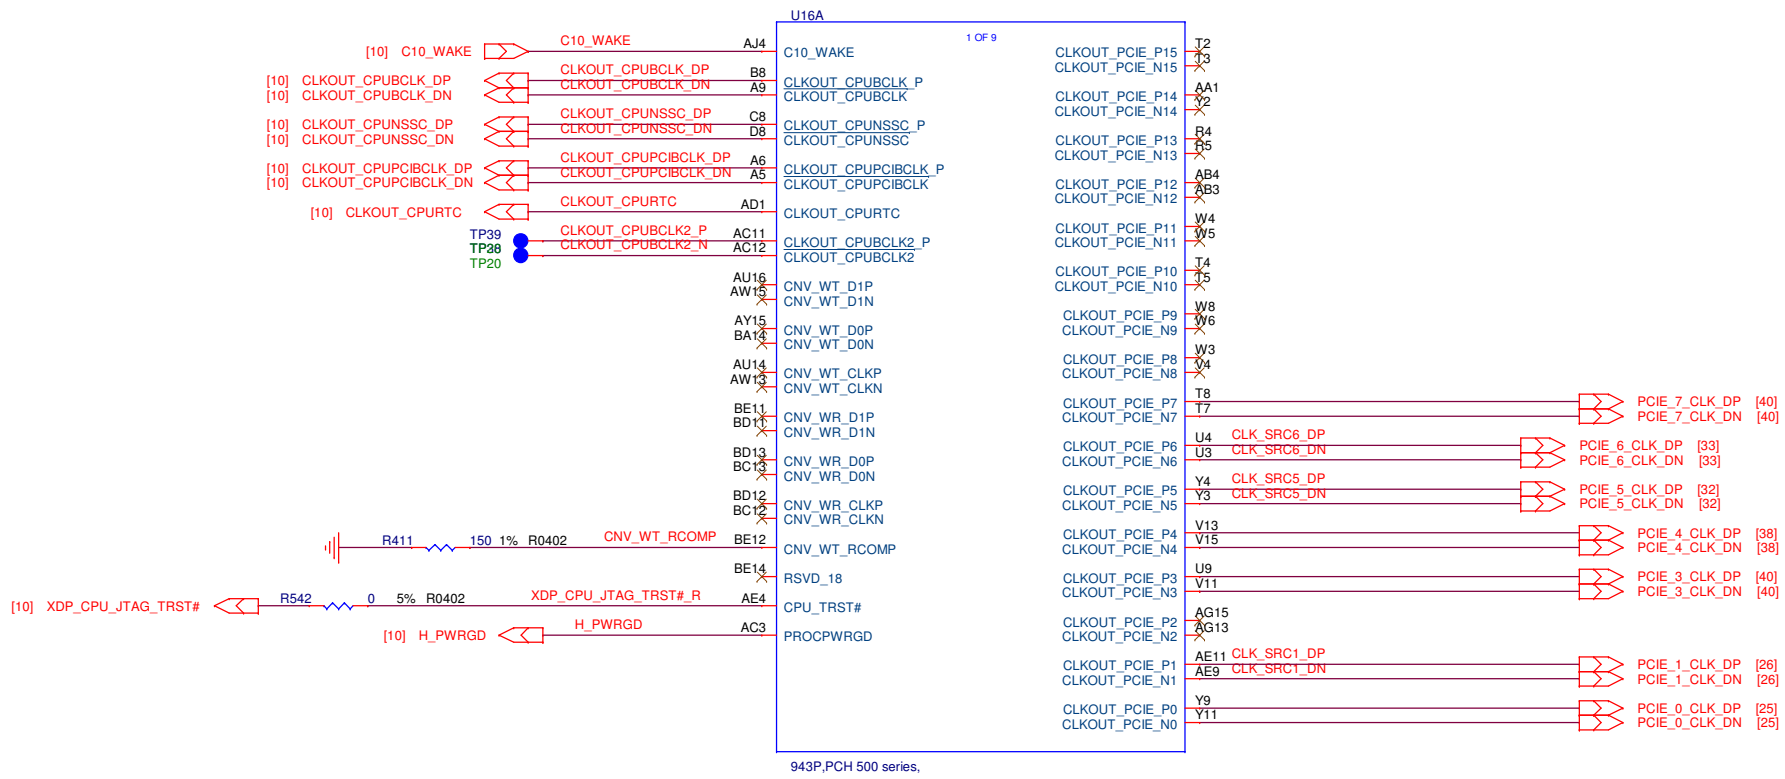 U16A
1 OF 9
[10] C10_WAKE C10_WAKE AJ4 C10_WAKE
[10] CLKOUT_CPUBCLK_DP CLKOUT_CPUBCLK_DP B8 CLKOUT_CPUBCLK_P
[10] CLKOUT_CPUBCLK_DN CLKOUT_CPUBCLK_DN A9 CLKOUT_CPUBCLK
[10] CLKOUT_CPUNSSC_DP CLKOUT_CPUNSSC_DP C8 CLKOUT_CPUNSSC_P
[10] CLKOUT_CPUNSSC_DN CLKOUT_CPUNSSC_DN D8 CLKOUT_CPUNSSC
[10] CLKOUT_CPUPCIBCLK_DP CLKOUT_CPUPCIBCLK_DP A6 CLKOUT_CPUPCIBCLK_P
[10] CLKOUT_CPUPCIBCLK_DN CLKOUT_CPUPCIBCLK_DN A5 CLKOUT_CPUPCIBCLK
[10] CLKOUT_CPURTC CLKOUT_CPURTC AD1 CLKOUT_CPURTC
TP39 CLKOUT_CPUBCLK2_P AC11 CLKOUT_CPUBCLK2_P
CLKOUT_CPUBCLK2_N AC12 CLKOUT_CPUBCLK2
TP20
AU16 CNV_WT_D1P
AW15 CNV_WT_D1N
AY15 CNV_WT_D0P
BA14 CNV_WT_D0N
AU14 CNV_WT_CLKP
AW13 CNV_WT_CLKN
BE11 CNV_WR_D1P
BD11 CNV_WR_D1N
BD13 CNV_WR_D0P
BC13 CNV_WR_D0N
BD12 CNV_WR_CLKP
BC12 CNV_WR_CLKN
R411 150 1% R0402 CNV_WT_RCOMP BE12 CNV_WT_RCOMP
BE14 RSVD_18
[10] XDP_CPU_JTAG_TRST# R542 0 5% R0402 XDP_CPU_JTAG_TRST#_R AE4 CPU_TRST#
[10] H_PWRGD H_PWRGD AC3 PROCPWRGD
CLKOUT_PCIE_P15 T2
CLKOUT_PCIE_N15 T3
CLKOUT_PCIE_P14 AA1
CLKOUT_PCIE_N14 Y2
CLKOUT_PCIE_P13 R4
CLKOUT_PCIE_N13 R5
CLKOUT_PCIE_P12 AB4
CLKOUT_PCIE_N12 AB3
CLKOUT_PCIE_P11 W4
CLKOUT_PCIE_N11 W5
CLKOUT_PCIE_P10 T4
CLKOUT_PCIE_N10 T5
CLKOUT_PCIE_P9 W8
CLKOUT_PCIE_N9 W6
CLKOUT_PCIE_P8 W3
CLKOUT_PCIE_N8 V4
CLKOUT_PCIE_P7 T8 PCIE_7_CLK_DP [40]
CLKOUT_PCIE_N7 T7 PCIE_7_CLK_DN [40]
CLKOUT_PCIE_P6 U4 CLK_SRC6_DP PCIE_6_CLK_DP [33]
CLKOUT_PCIE_N6 U3 CLK_SRC6_DN PCIE_6_CLK_DN [33]
CLKOUT_PCIE_P5 Y4 CLK_SRC5_DP PCIE_5_CLK_DP [32]
CLKOUT_PCIE_N5 Y3 CLK_SRC5_DN PCIE_5_CLK_DN [32]
CLKOUT_PCIE_P4 V13 PCIE_4_CLK_DP [38]
CLKOUT_PCIE_N4 V15 PCIE_4_CLK_DN [38]
CLKOUT_PCIE_P3 U9 PCIE_3_CLK_DP [40]
CLKOUT_PCIE_N3 V11 PCIE_3_CLK_DN [40]
CLKOUT_PCIE_P2 AG15
CLKOUT_PCIE_N2 AG13
CLKOUT_PCIE_P1 AE11 CLK_SRC1_DP PCIE_1_CLK_DP [26]
CLKOUT_PCIE_N1 AE9 CLK_SRC1_DN PCIE_1_CLK_DN [26]
CLKOUT_PCIE_P0 Y9 PCIE_0_CLK_DP [25]
CLKOUT_PCIE_N0 Y11 PCIE_0_CLK_DN [25]
943P,PCH 500 series,